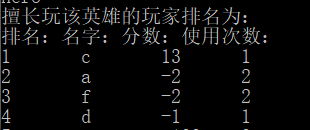 擅长玩该英雄的玩家排名为：
排名：名字：分数：使用次数：
1 c 13 1
2 a -2 2
3 f -2 2
4 d -1 1